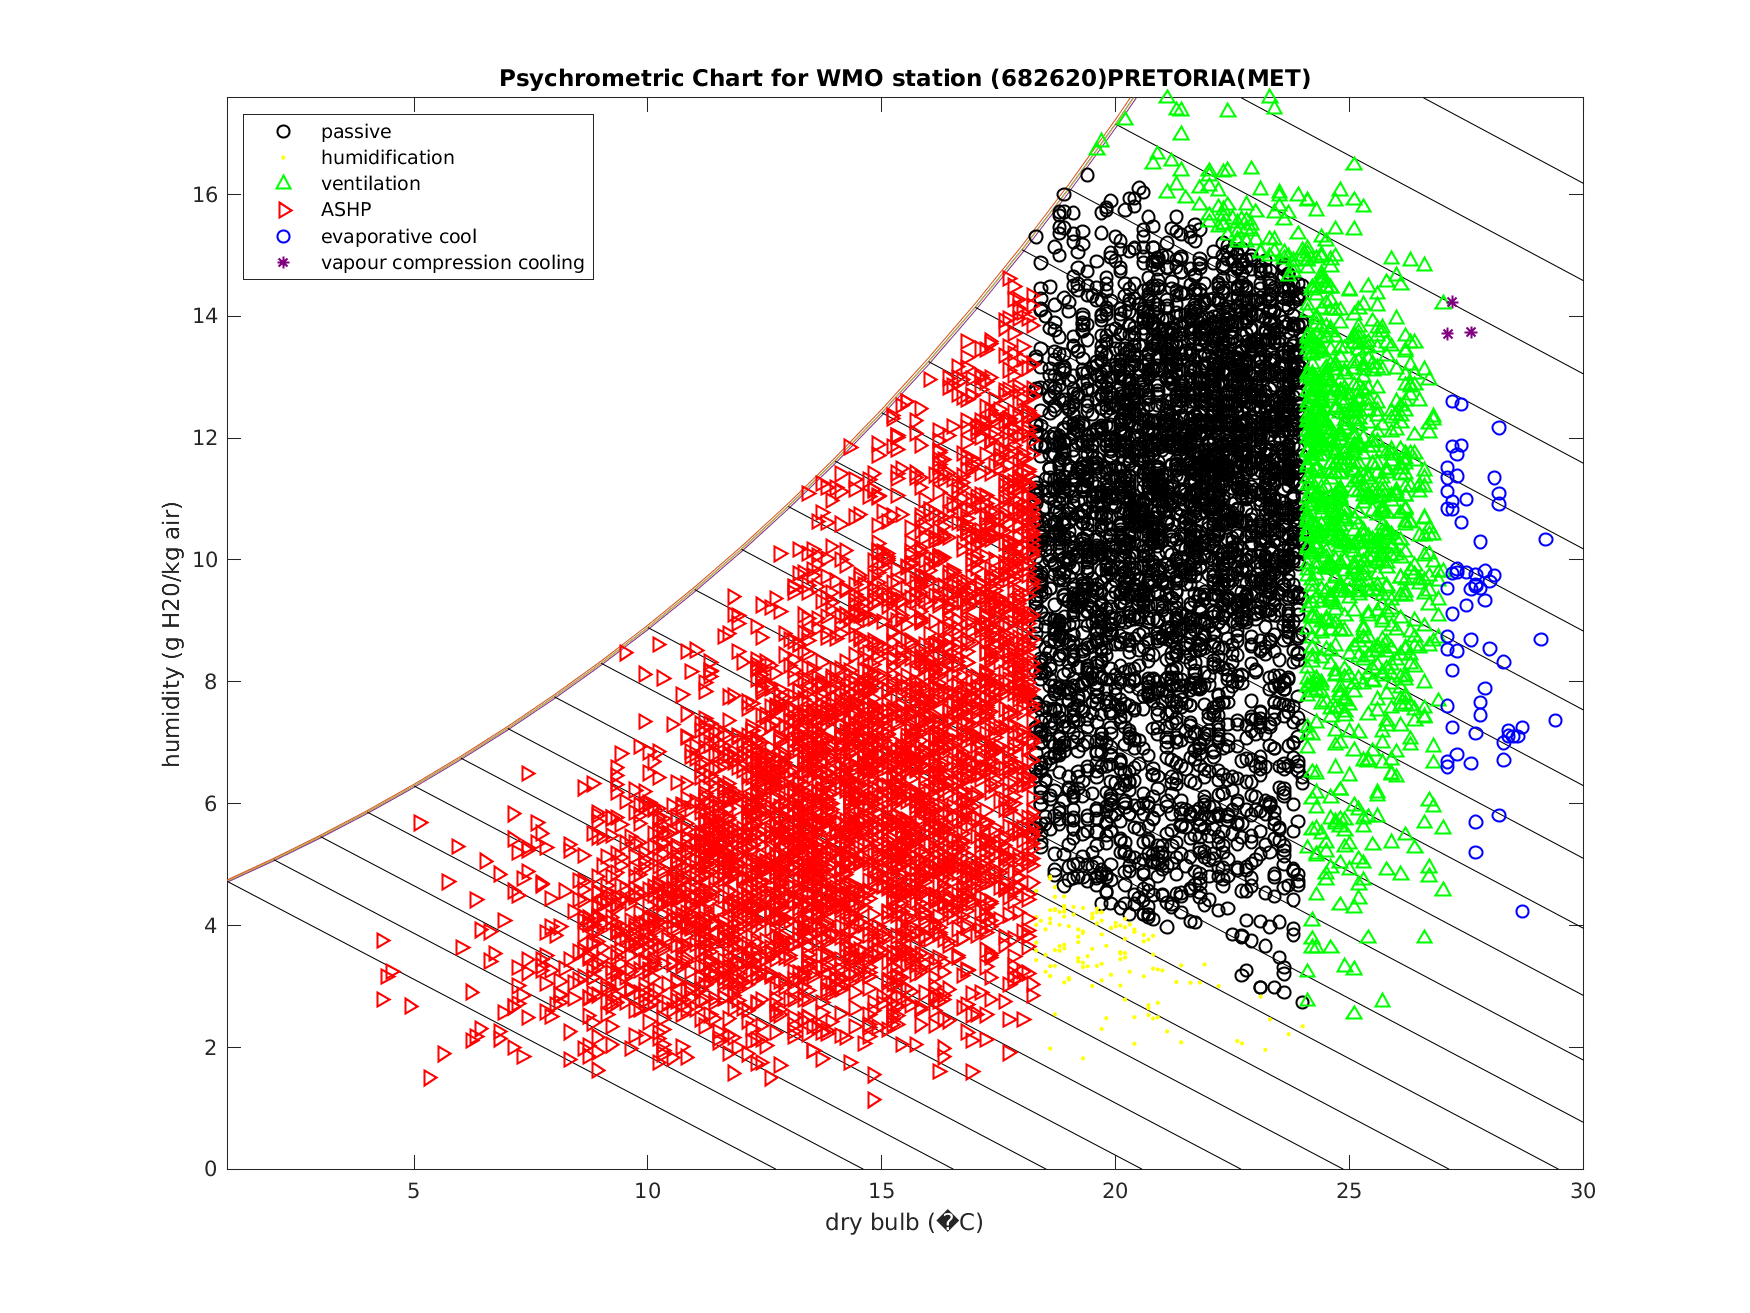 Psychrometric Chart for WMO station (682620)PRETORIA(MET)
passive
humidification
ventilation
ASHP
evaporative cool
vapour compression cooling
humidity (g H20/kg air)
16
14
12
10
8
6
4
2
0
5
10
15
20
25
30
dry bulb (�C)